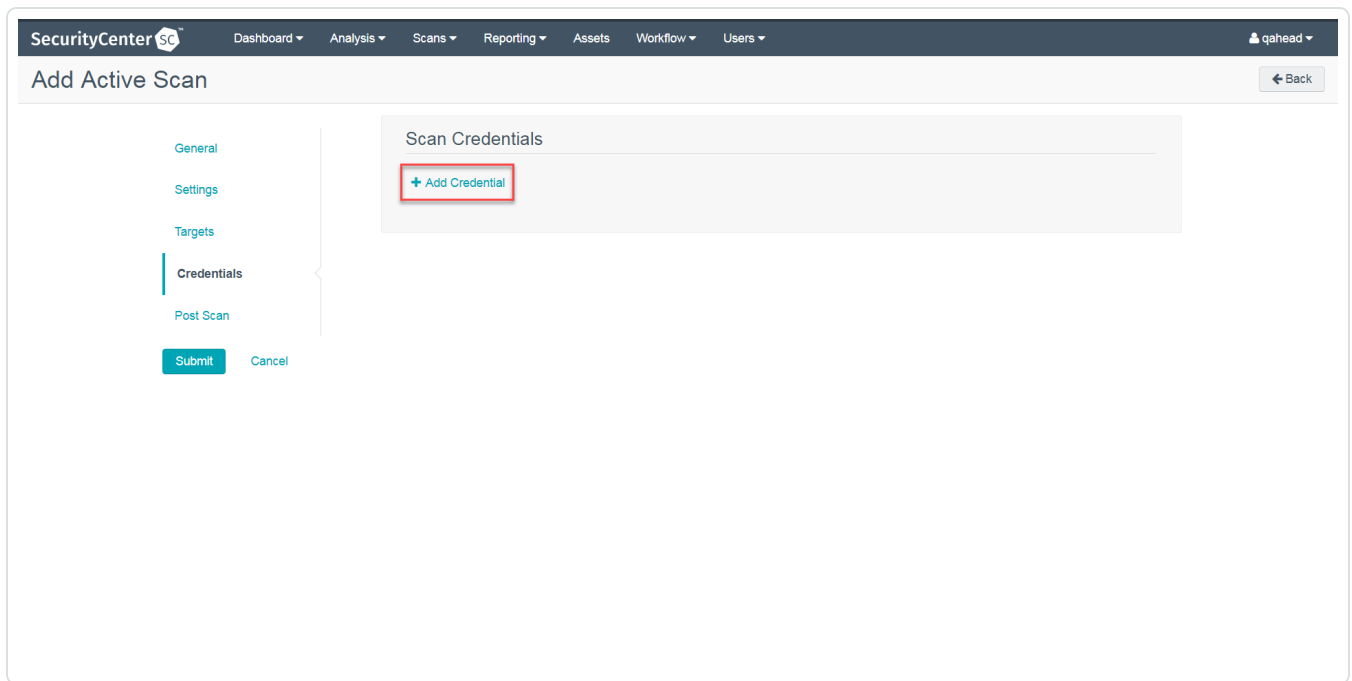 SecurityCenter SC™ Dashboard Analysis Scans Reporting Assets Workflow Users qahead
Add Active Scan Back
General
Settings
Targets
Credentials
Post Scan
Submit Cancel
Scan Credentials
+ Add Credential